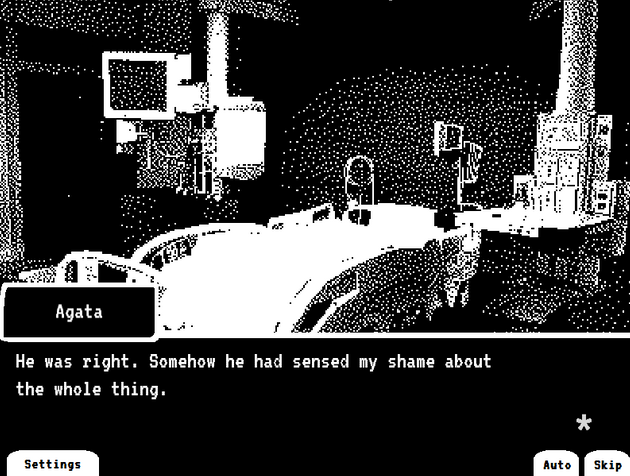 Agata
He was right. Somehow he had sensed my shame about
the whole thing.
*
Settings
Auto
Skip